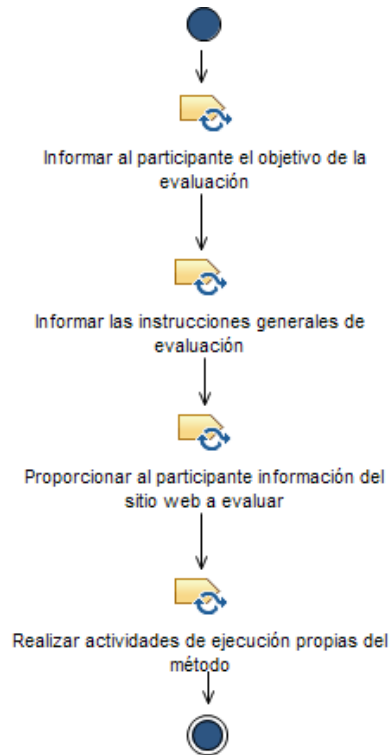 Informar al participante el objetivo de la
evaluación
Informar las instrucciones generales de
evaluación
Proporcionar al participante información del
sitio web a evaluar
Realizar actividades de ejecución propias del
método